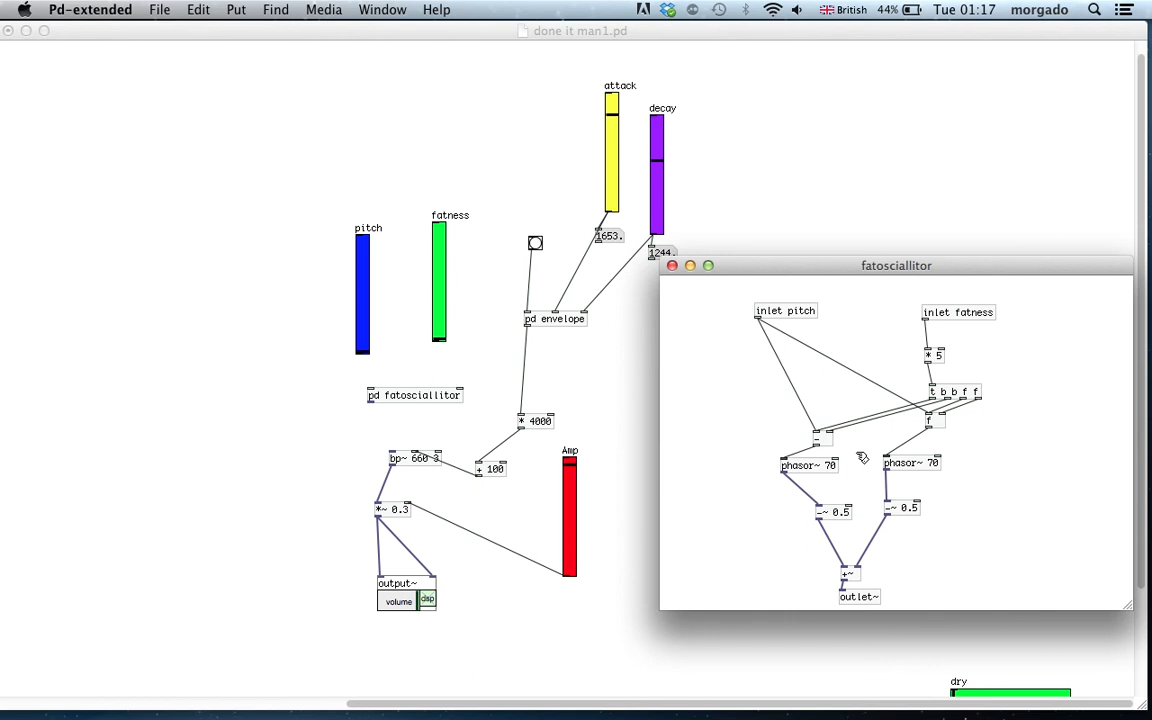 Pd-extended File Edit Put Find Media Window Help British 44% Tue 01:17 morgado
done it man1.pd
attack
decay
fatness
pitch
1653.
1244.
pd envelope
pd fatosciallitor
* 4000
Amp
bp~ 660 3
+ 100
*~ 0.3
output~
volume
dsp
fatosciallitor
inlet pitch
inlet fatness
* 5
t b b f f
f
-
phasor~ 70
phasor~ 70
-~ 0.5
-~ 0.5
+~
outlet~
dry